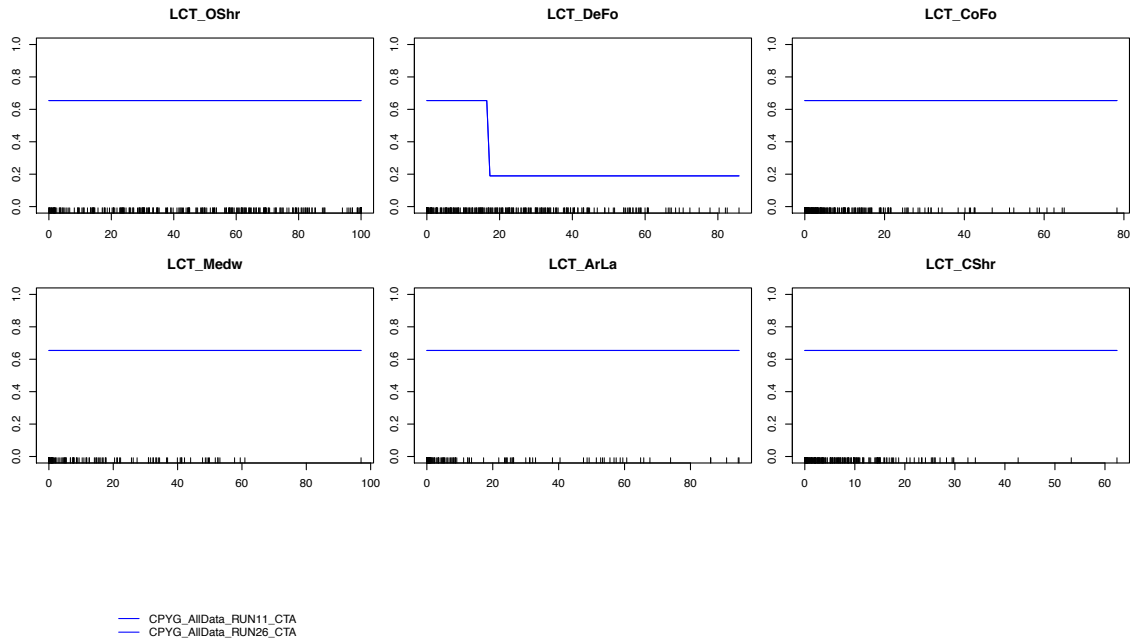 LCT_OShr
LCT_DeFo
LCT_CoFo
0.0 0.2 0.4 0.6 0.8 1.0
0 20 40 60 80 100
0.0 0.2 0.4 0.6 0.8 1.0
0 20 40 60 80
0.0 0.2 0.4 0.6 0.8 1.0
0 20 40 60 80
LCT_Medw
LCT_ArLa
LCT_CShr
0.0 0.2 0.4 0.6 0.8 1.0
0 20 40 60 80 100
0.0 0.2 0.4 0.6 0.8 1.0
0 20 40 60 80
0.0 0.2 0.4 0.6 0.8 1.0
0 10 20 30 40 50 60
CPYG_AllData_RUN11_CTA
CPYG_AllData_RUN26_CTA